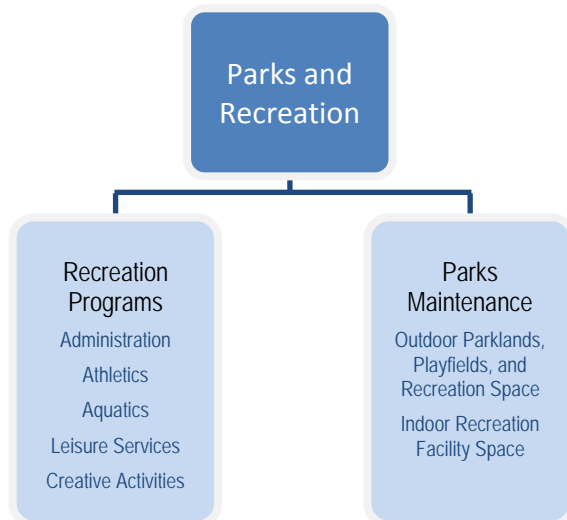 Parks and
Recreation
Recreation
Programs
Administration
Athletics
Aquatics
Leisure Services
Creative Activities
Parks
Maintenance
Outdoor Parklands,
Playfields, and
Recreation Space
Indoor Recreation
Facility Space